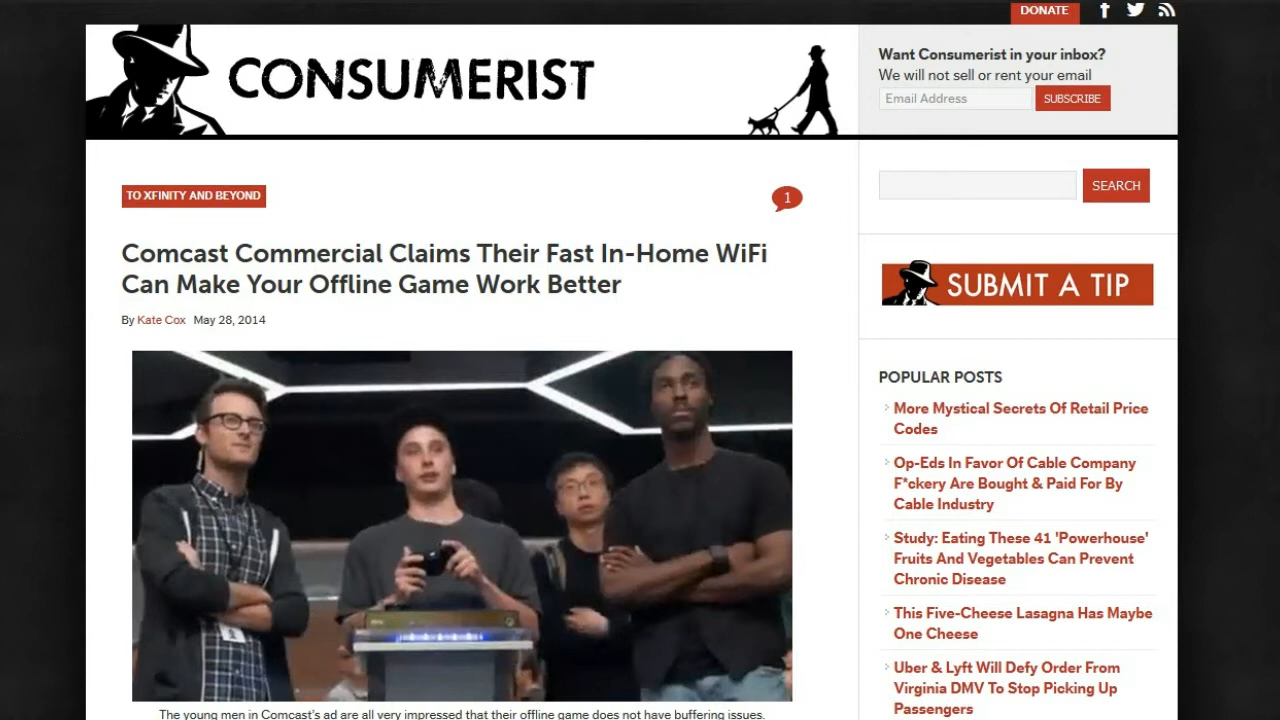 DONATE
CONSUMERIST
Want Consumerist in your inbox?
We will not sell or rent your email
Email Address
SUBSCRIBE
TO XFINITY AND BEYOND
1
SEARCH
Comcast Commercial Claims Their Fast In-Home WiFi
Can Make Your Offline Game Work Better
By Kate Cox May 28, 2014
SUBMIT A TIP
The young men in Comcast's ad are all very impressed that their offline game does not have buffering issues.
POPULAR POSTS
More Mystical Secrets Of Retail Price
Codes
Op-Eds In Favor Of Cable Company
F*ckery Are Bought & Paid For By
Cable Industry
Study: Eating These 41 'Powerhouse'
Fruits And Vegetables Can Prevent
Chronic Disease
This Five-Cheese Lasagna Has Maybe
One Cheese
Uber & Lyft Will Defy Order From
Virginia DMV To Stop Picking Up
Passengers